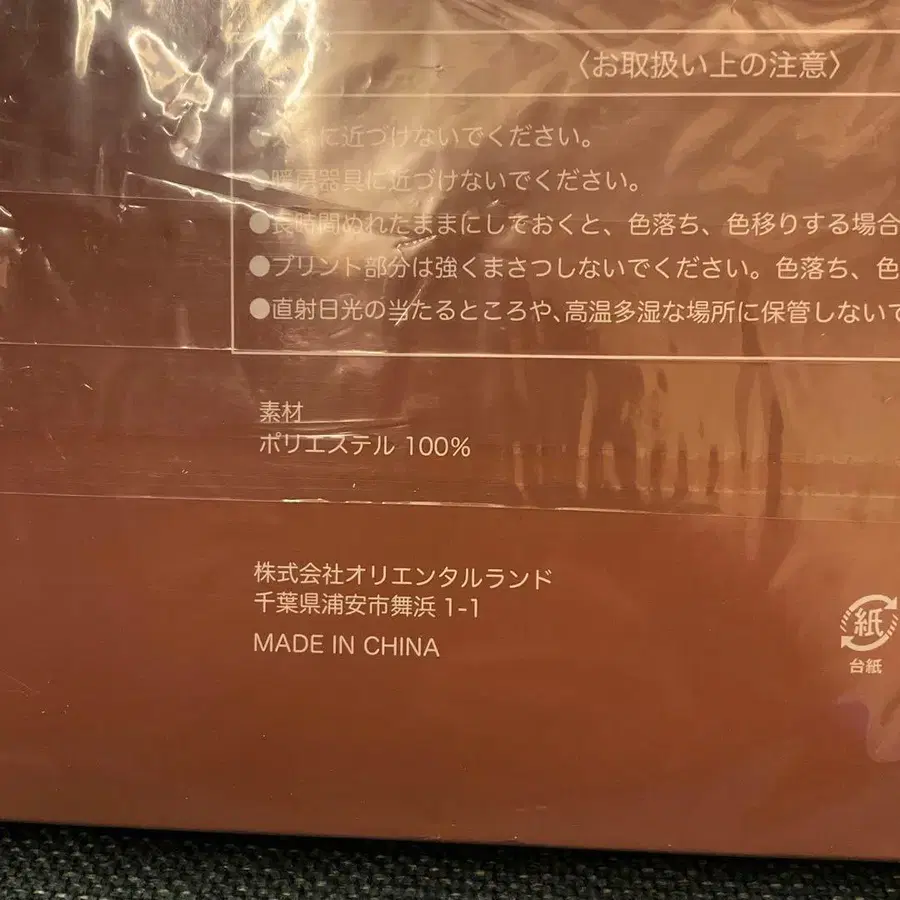 〈お取扱い上の注意〉
に近づけないでください。
●暖房器具に近づけないでください。
●長時間ぬれたままにしておくと、色落ち、色移りする場合
●プリント部分は強くまさつしないでください。色落ち、色
●直射日光の当たるところや、高温多湿な場所に保管しないで
素材
ポリエステル 100%
株式会社オリエンタルランド
千葉県浦安市舞浜 1-1
MADE IN CHINA
紙
台紙